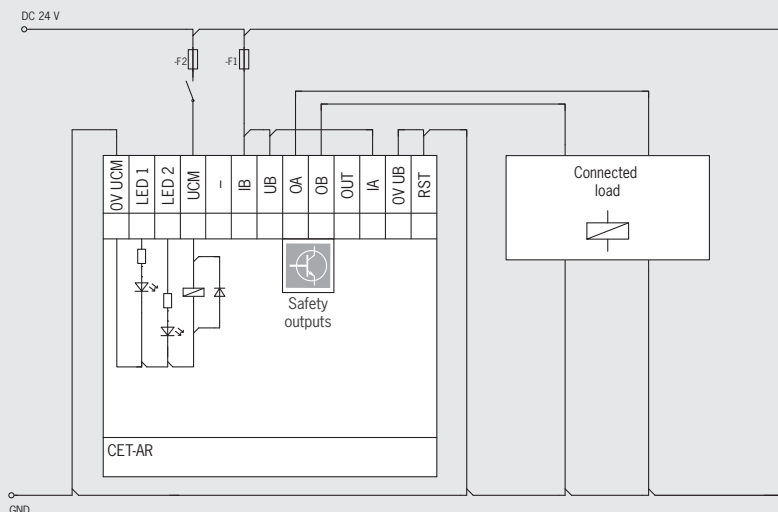 DC 24 V
-F2
-F1
0V UCM
LED 1
LED 2
UCM
-
IB
UB
OA
OB
OUT
IA
0V UB
RST
Connected
load
Safety
outputs
CET-AR
GND